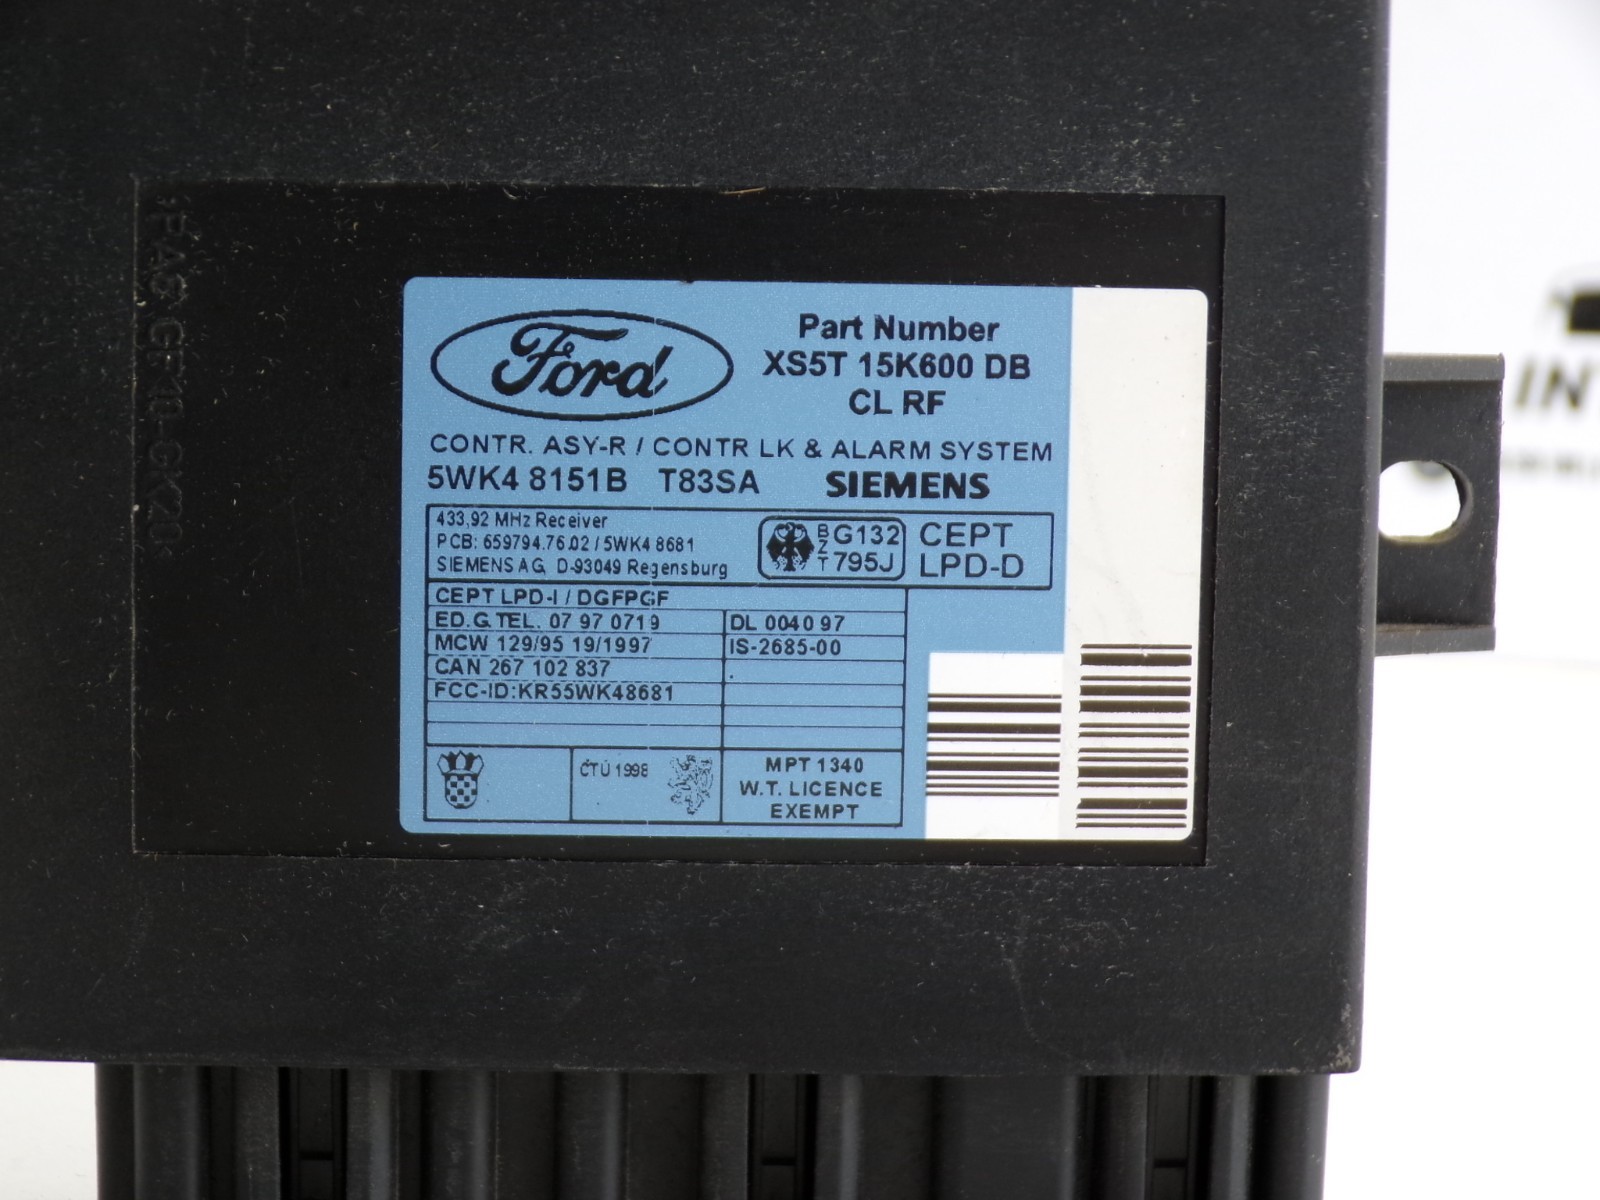 Ford
Part Number
XS5T 15K600 DB
CL RF
CONTR. ASY-R / CONTR LK & ALARM SYSTEM
5WK4 8151B T83SA SIEMENS
433,92 MHz Receiver
PCB: 659794.76.02 / 5WK4 8681
SIEMENS AG, D-93049 Regensburg
BZT
G132
795J
CEPT
LPD-D
CEPT LPD-I / DGFPGF
ED.G.TEL. 07 97 0719
DL 0040 97
MCW 129/95 19/1997
IS-2685-00
CAN 267 102 837
FCC-ID:KR55WK48681
ČTÚ 1998
MPT 1340
W.T. LICENCE
EXEMPT
IN